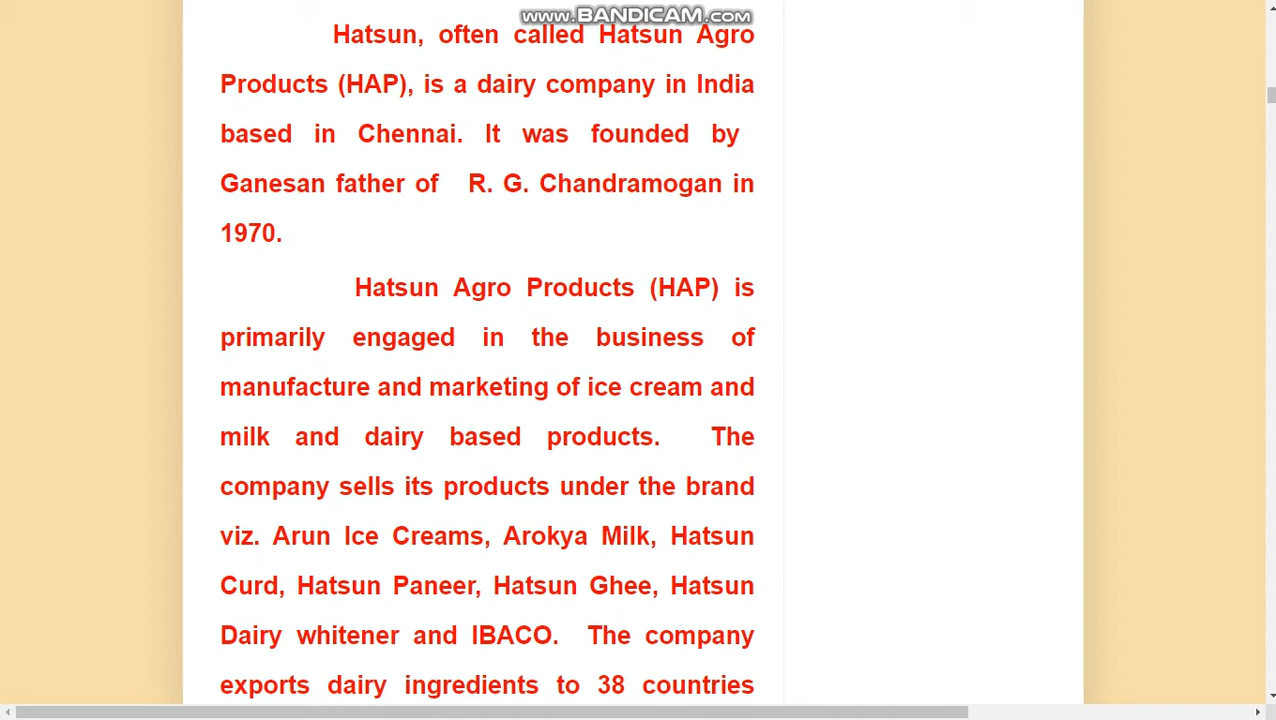 www.BANDICAM.com
Hatsun, often called Hatsun Agro
Products (HAP), is a dairy company in India
based in Chennai. It was founded by
Ganesan father of R. G. Chandramogan in
1970.
Hatsun Agro Products (HAP) is
primarily engaged in the business of
manufacture and marketing of ice cream and
milk and dairy based products. The
company sells its products under the brand
viz. Arun Ice Creams, Arokya Milk, Hatsun
Curd, Hatsun Paneer, Hatsun Ghee, Hatsun
Dairy whitener and IBACO. The company
exports dairy ingredients to 38 countries